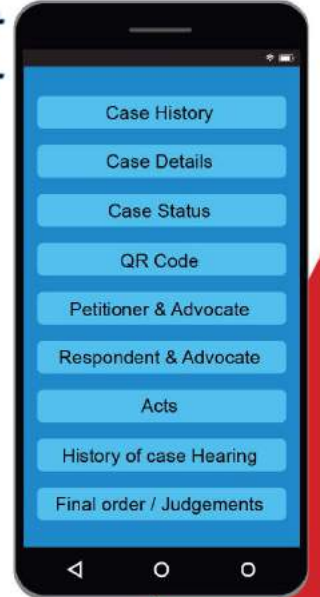 Case History
Case Details
Case Status
QR Code
Petitioner & Advocate
Respondent & Advocate
Acts
History of case Hearing
Final order / Judgements